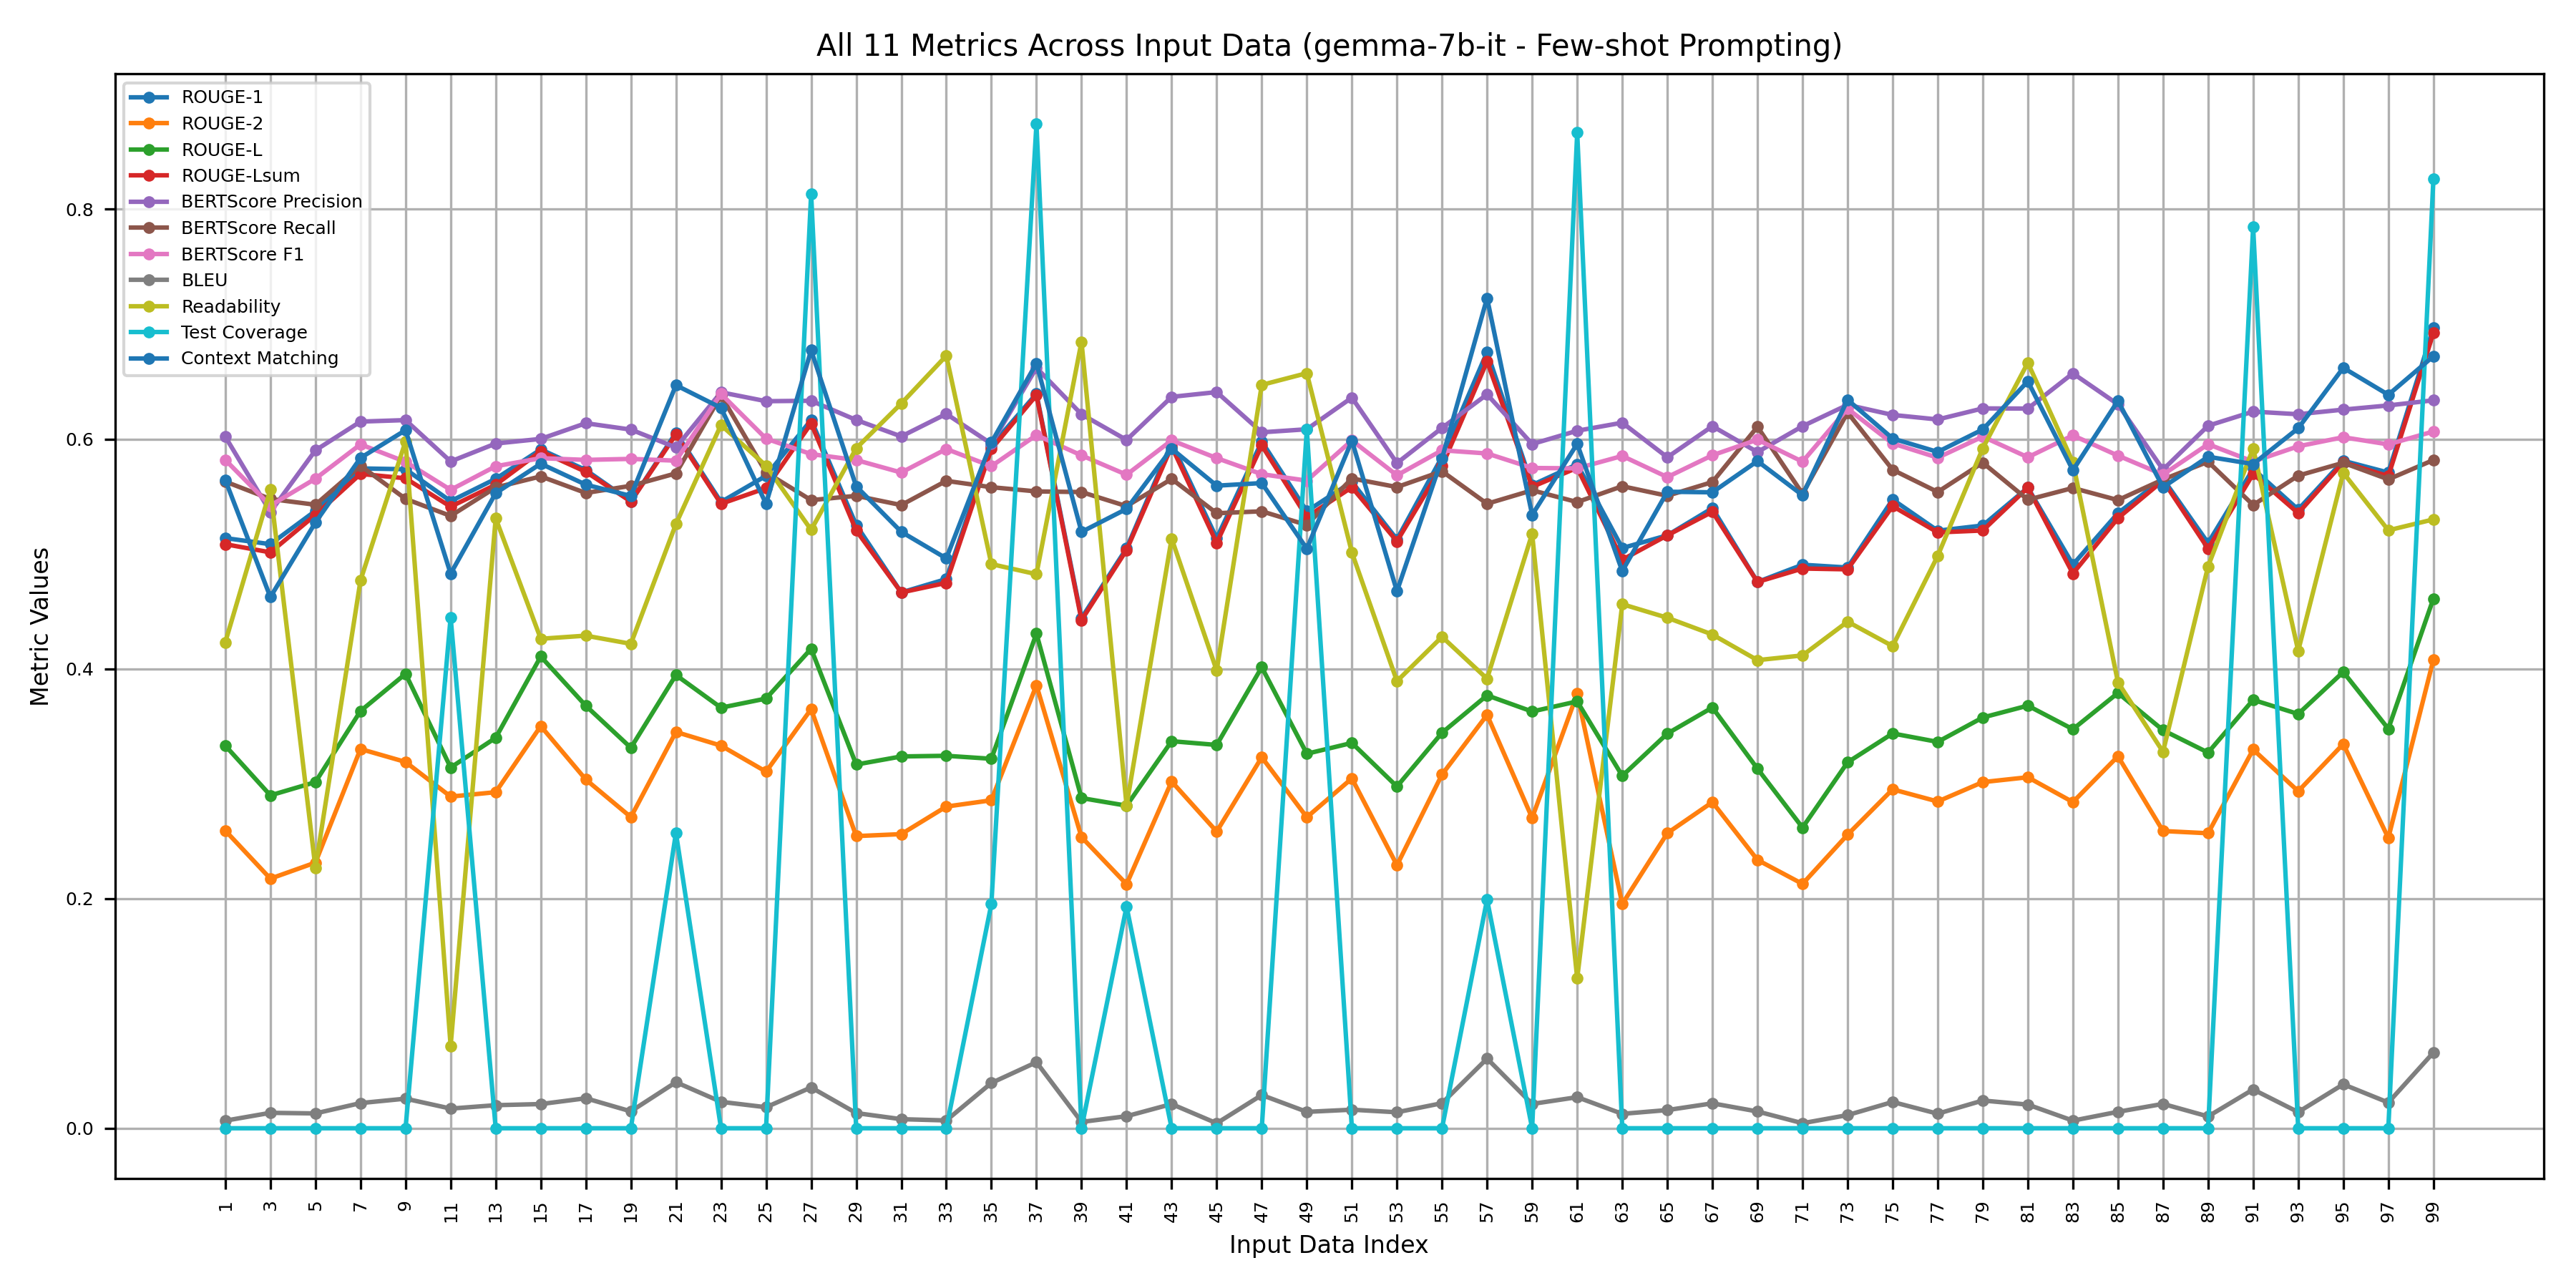 All 11 Metrics Across Input Data (gemma-7b-it - Few-shot Prompting)
ROUGE-1
ROUGE-2
ROUGE-L
ROUGE-Lsum
BERTScore Precision
BERTScore Recall
BERTScore F1
BLEU
Readability
Test Coverage
Context Matching
Metric Values
0.8
0.6
0.4
0.2
0.0
1 3 5 7 9 11 13 15 17 19 21 23 25 27 29 31 33 35 37 39 41 43 45 47 49 51 53 55 57 59 61 63 65 67 69 71 73 75 77 79 81 83 85 87 89 91 93 95 97 99
Input Data Index